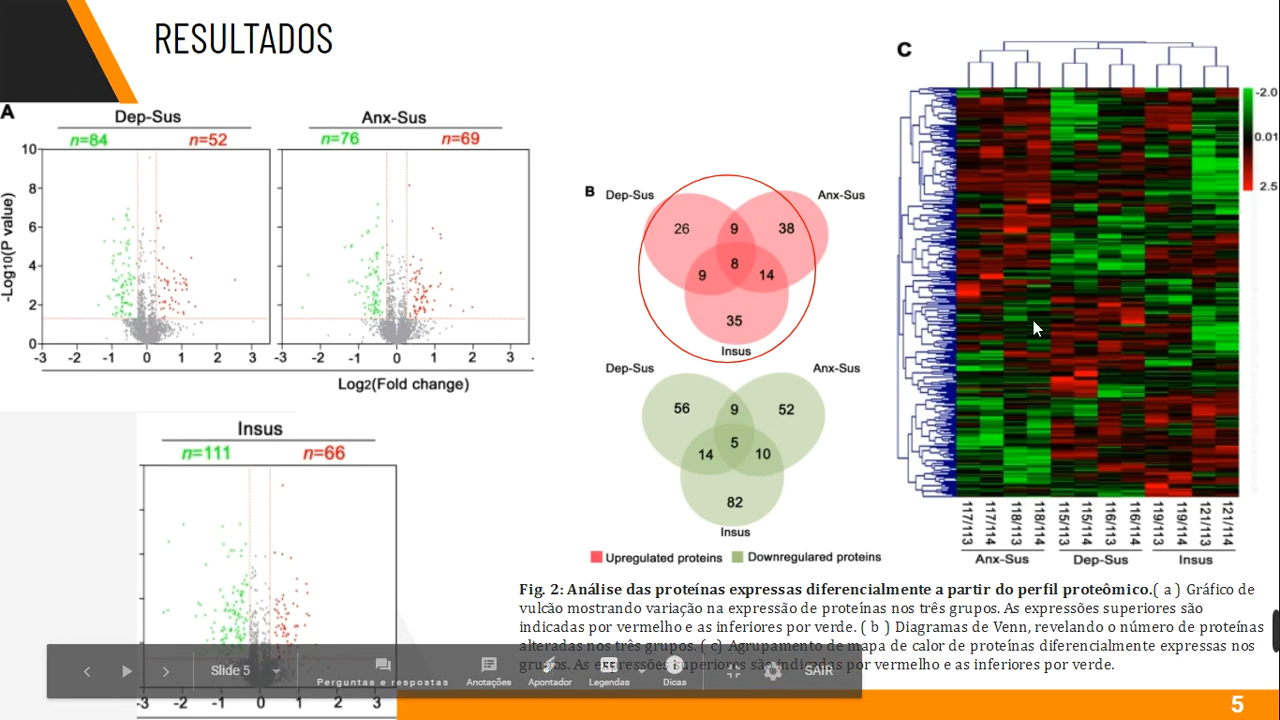 RESULTADOS
A
Dep-Sus
n=84 n=52
Anx-Sus
n=76 n=69
-Log10(P value)
10
8
6
4
2
0
-3 -2 -1 0 1 2 3
-3 -2 -1 0 1 2 3
Log2(Fold change)
Insus
n=111 n=66
-3 -2 -1 0 1 2 3
B
Dep-Sus Anx-Sus
26 9 38
8
9 14
35
Insus
Dep-Sus Anx-Sus
56 9 52
5
14 10
82
Insus
Upregulated proteins Downregulared proteins
C
-2.0
0.01
2.5
117/113 117/114 118/113 118/114 115/113 115/114 116/113 116/114 119/113 119/114 121/113 121/114
Anx-Sus Dep-Sus Insus
Fig. 2: Análise das proteínas expressas diferencialmente a partir do perfil proteômico.( a ) Gráfico de
vulcão mostrando variação na expressão de proteínas nos três grupos. As expressões superiores são
indicadas por vermelho e as inferiores por verde. ( b ) Diagramas de Venn, revelando o número de proteínas
alteradas nos três grupos. ( c) Agrupamento de mapa de calor de proteínas diferencialmente expressas nos
grupos. As expressões superiores são indicadas por vermelho e as inferiores por verde.
Slide 5
Perguntas e respostas
Anotações
Apontador
Legendas
Dicas
SAIR
5